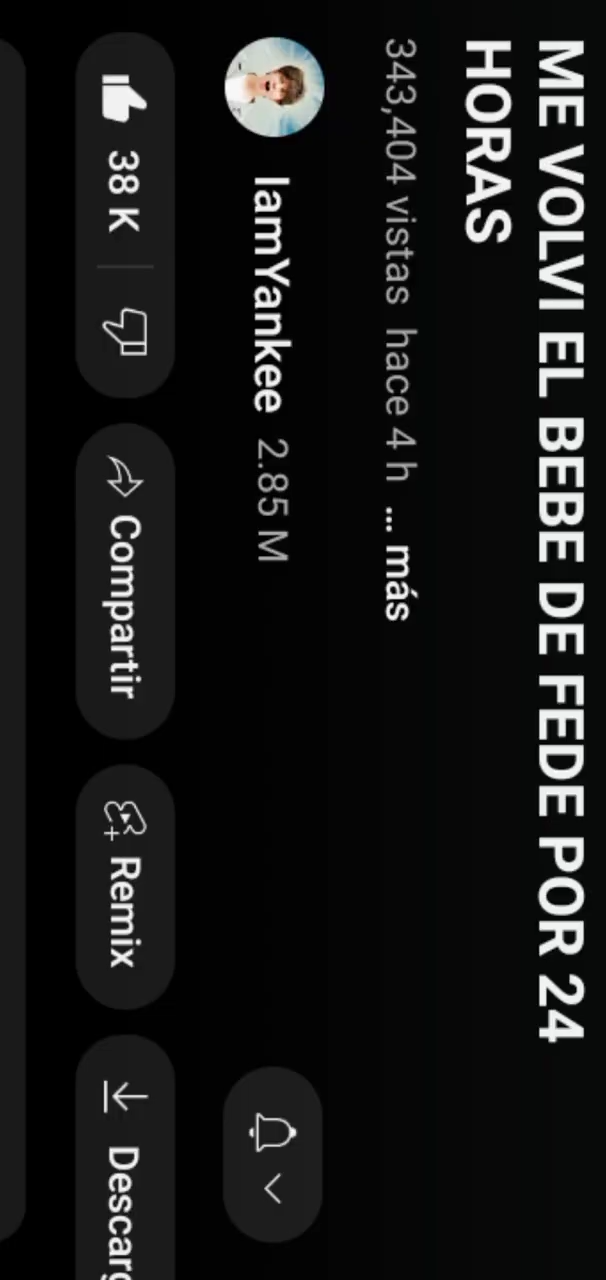 ME VOLVI EL BEBE DE FEDE POR 24
HORAS
343,404 vistas hace 4 h ... más
IamYankee 2.85 M
38 K Compartir Remix Descarg